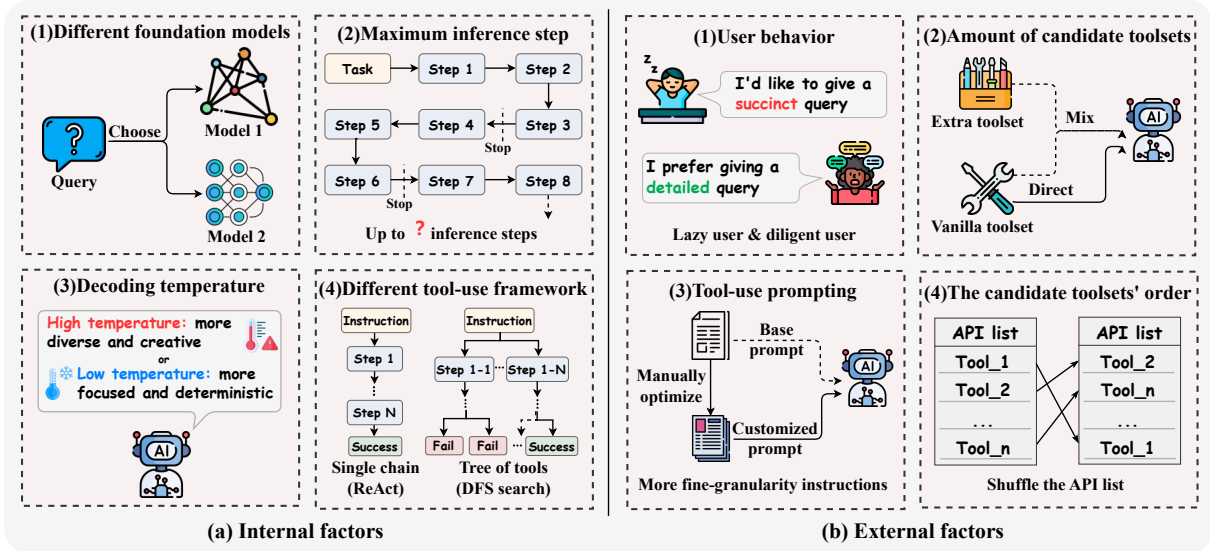 (1)Different foundation models
Query
Choose
Model 1
Model 2
(2)Maximum inference step
Task
Step 1
Step 2
Step 5
Step 4
Step 3
Stop
Step 6
Step 7
Step 8
Stop
Up to ? inference steps
(3)Decoding temperature
High temperature: more
diverse and creative
or
Low temperature: more
focused and deterministic
AI
(4)Different tool-use framework
Instruction
Step 1
Step N
Success
Single chain
(ReAct)
Instruction
Step 1-1
...
Step 1-N
Fail
Fail
...
Success
Tree of tools
(DFS search)
(a) Internal factors
(1)User behavior
z z
I'd like to give a
succinct query
I prefer giving a
detailed query
Lazy user & diligent user
(2)Amount of candidate toolsets
Extra toolset
Mix
AI
Direct
Vanilla toolset
(3)Tool-use prompting
Base
prompt
Manually
optimize
AI
Customized
prompt
More fine-granularity instructions
(4)The candidate toolsets' order
API list
Tool_1
Tool_2
...
Tool_n
API list
Tool_2
Tool_n
...
Tool_1
Shuffle the API list
(b) External factors